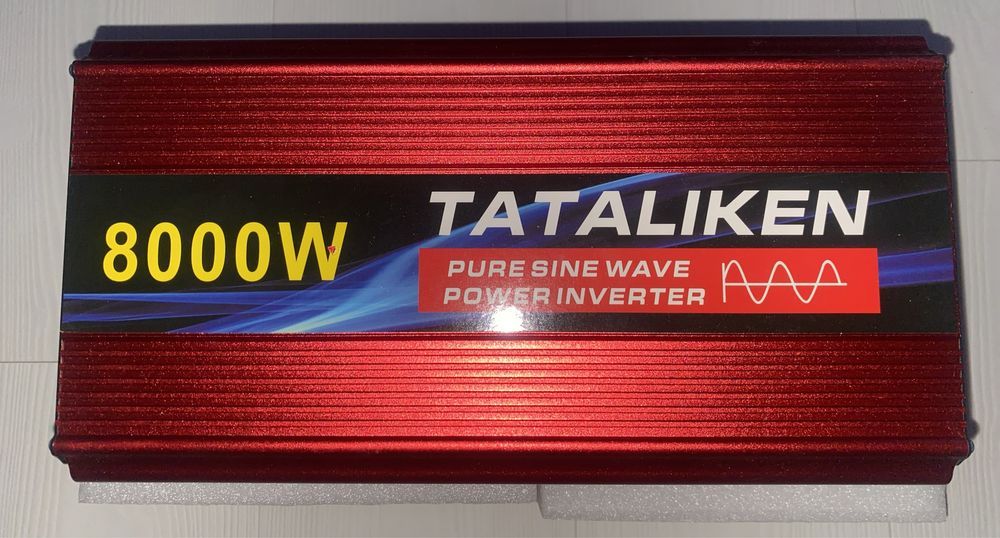 8000W
TATALIKEN
PURE SINE WAVE
POWER INVERTER